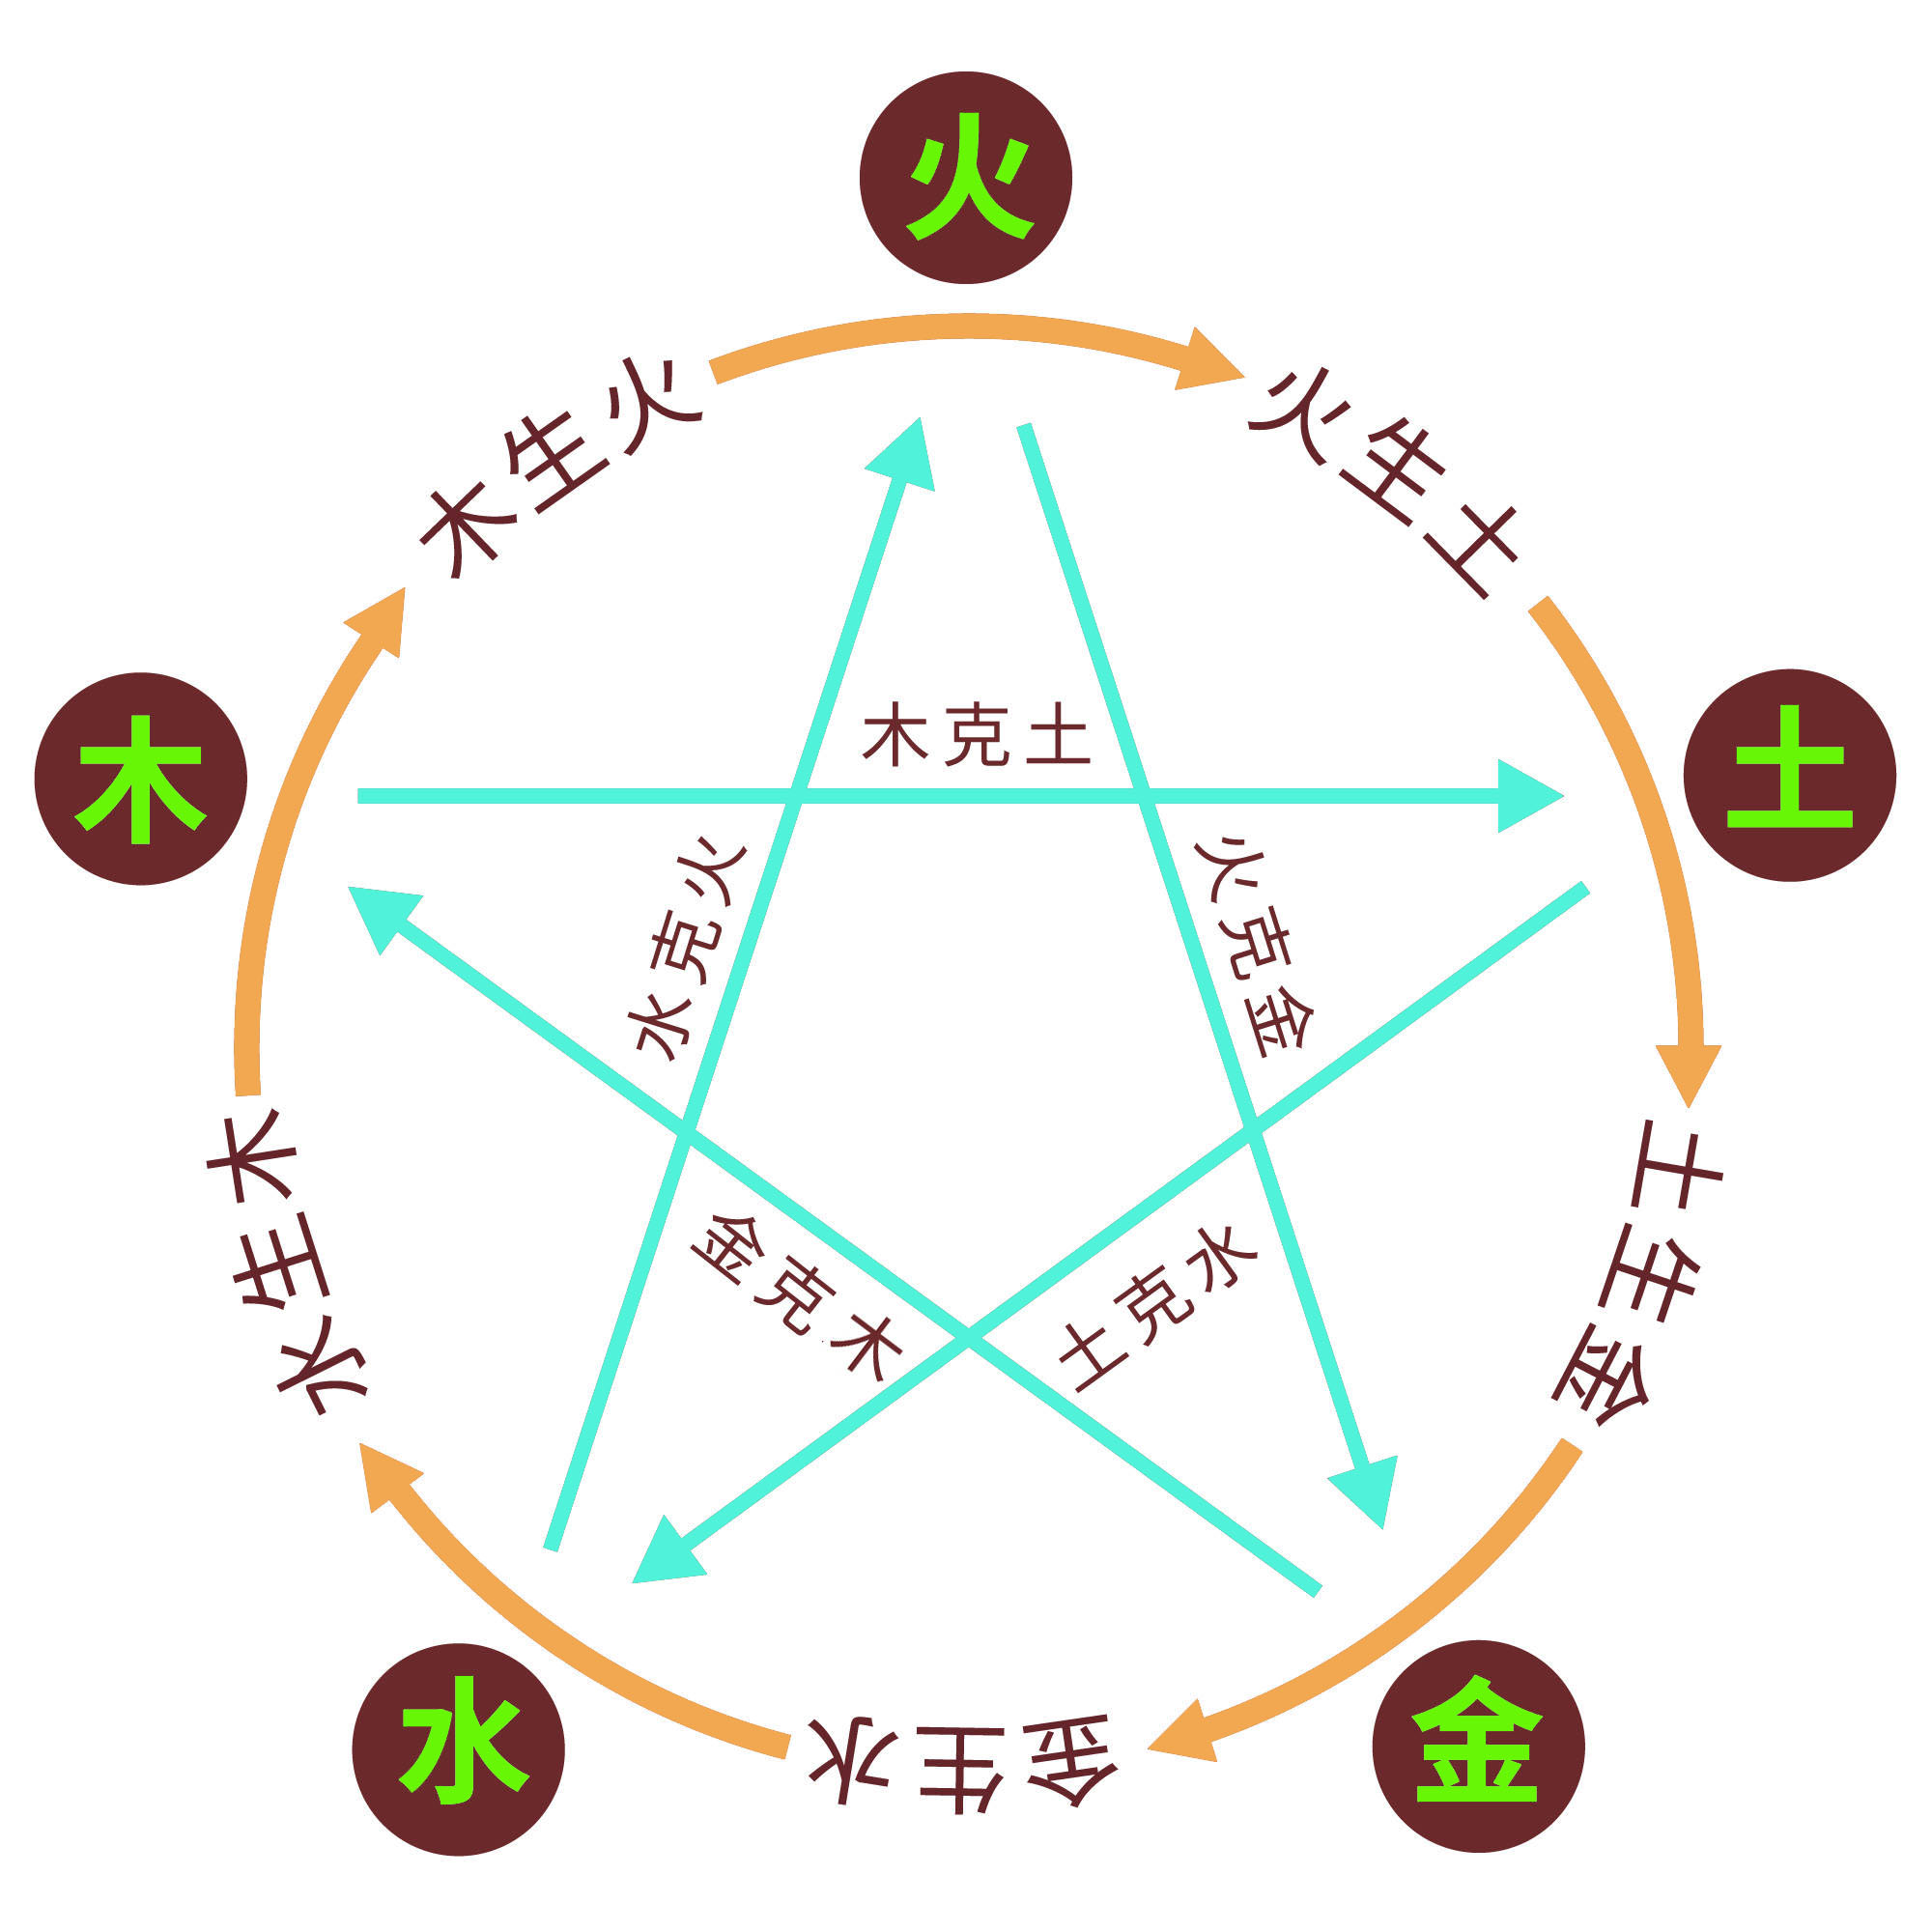 火
木生火
火生土
木
土
木克土
水克火
火克金
水生木
土生金
金克木
土克水
水
金
金生水